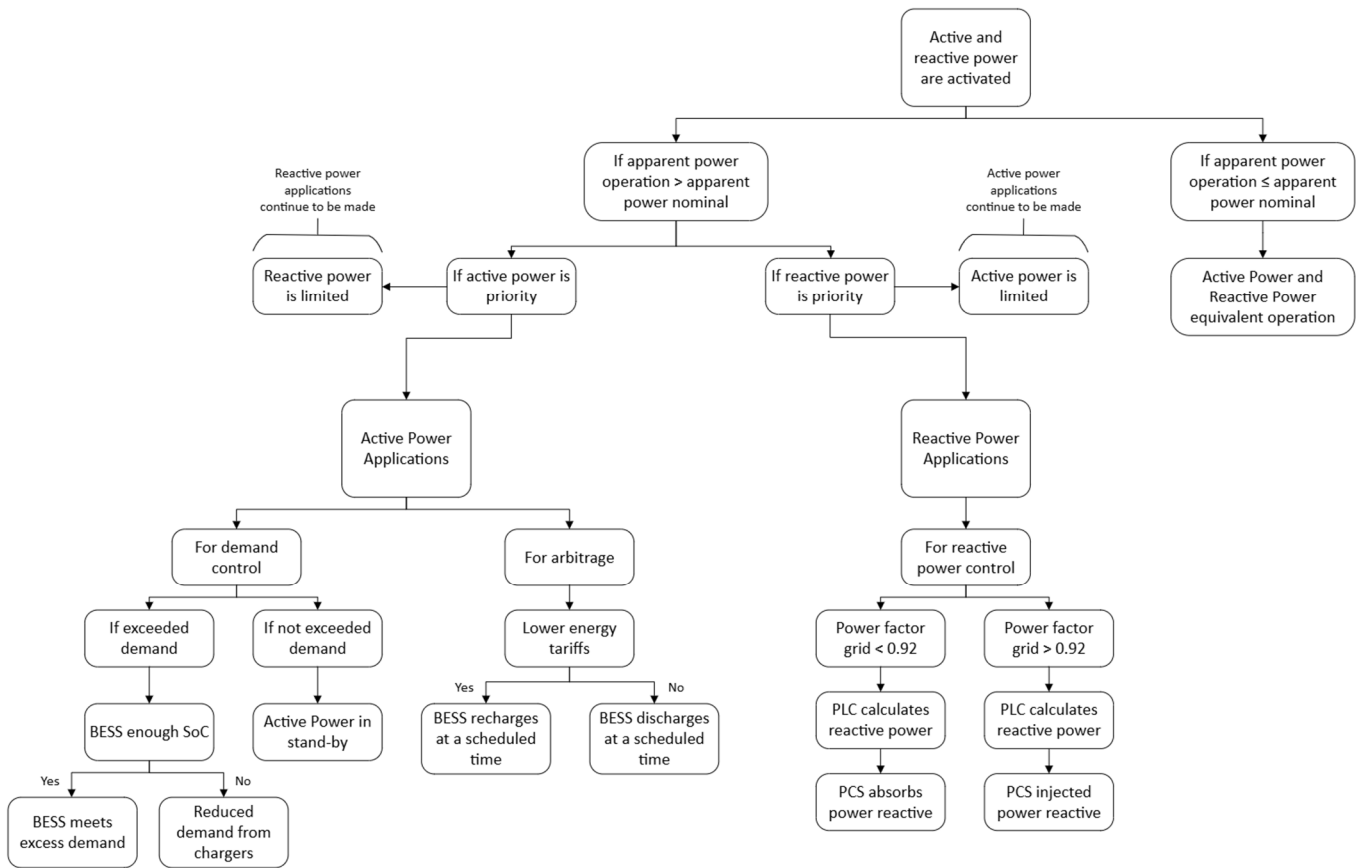 Active and
reactive power
are activated
If apparent power
operation > apparent
power nominal
If apparent power
operation ≤ apparent
power nominal
Reactive power
applications
continue to be made
Active power
applications
continue to be made
Reactive power
is limited
If active power is
priority
If reactive power
is priority
Active power is
limited
Active Power and
Reactive Power
equivalent operation
Active Power
Applications
Reactive Power
Applications
For demand
control
For arbitrage
For reactive
power control
If exceeded
demand
If not exceeded
demand
Lower energy
tariffs
Power factor
grid < 0.92
Power factor
grid > 0.92
Yes
No
BESS enough SoC
Active Power in
stand-by
BESS recharges
at a scheduled
time
BESS discharges
at a scheduled
time
PLC calculates
reactive power
PLC calculates
reactive power
Yes
No
BESS meets
excess demand
Reduced
demand from
chargers
PCS absorbs
power reactive
PCS injected
power reactive